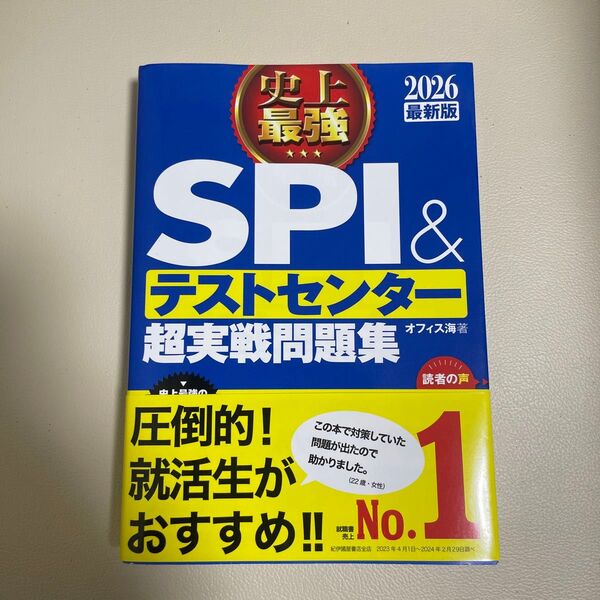 史上
最強
2026
最新版
SPI&
テストセンター
超実戦問題集
オフィス海 著
読者の声
史上最強の
圧倒的!
就活生が
おすすめ!!
この本で対策していた
問題が出たので
助かりました。
(22歳・女性)
就職書
売上
No.1
紀伊國屋書店全店 2023年4月1日~2024年2月29日調べ